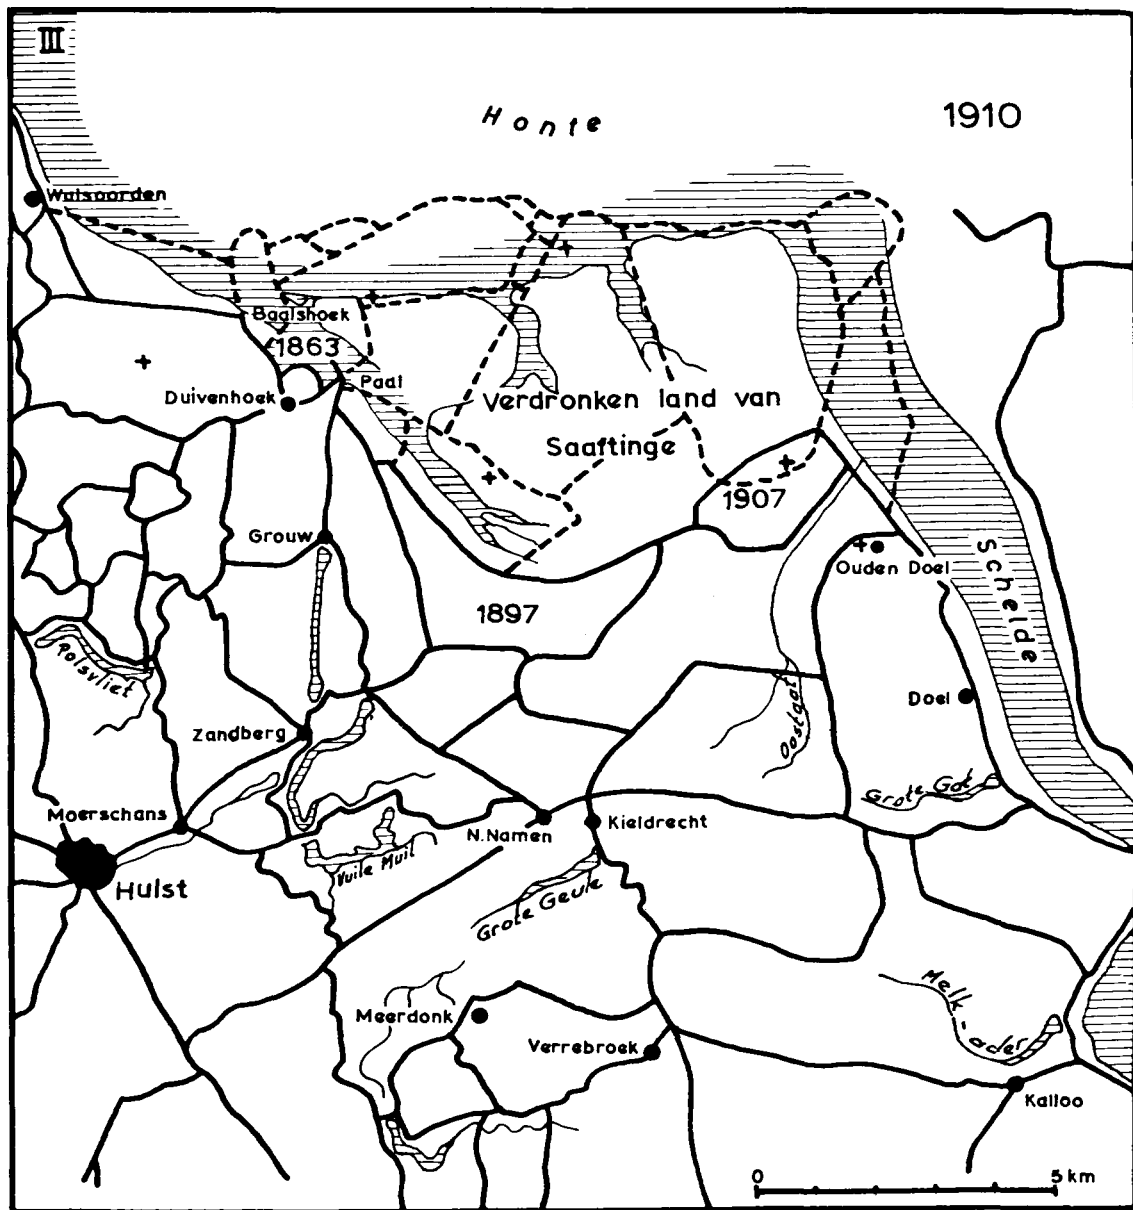 III
Honte
1910
Walsoorden
Baalshoek
1863
Paal
Duivenhoek
Verdronken land van
Saaftinge
1907
Grouw
Ouden Doel
Schelde
1897
Polsvliet
Oostgat
Doel
Zandberg
Grote Gat
Moerschans
N. Namen
Kieldrecht
Vuile Muil
Hulst
Grote Geule
Melk-ader
Meerdonk
Verrebroek
Kalloo
0 5 km